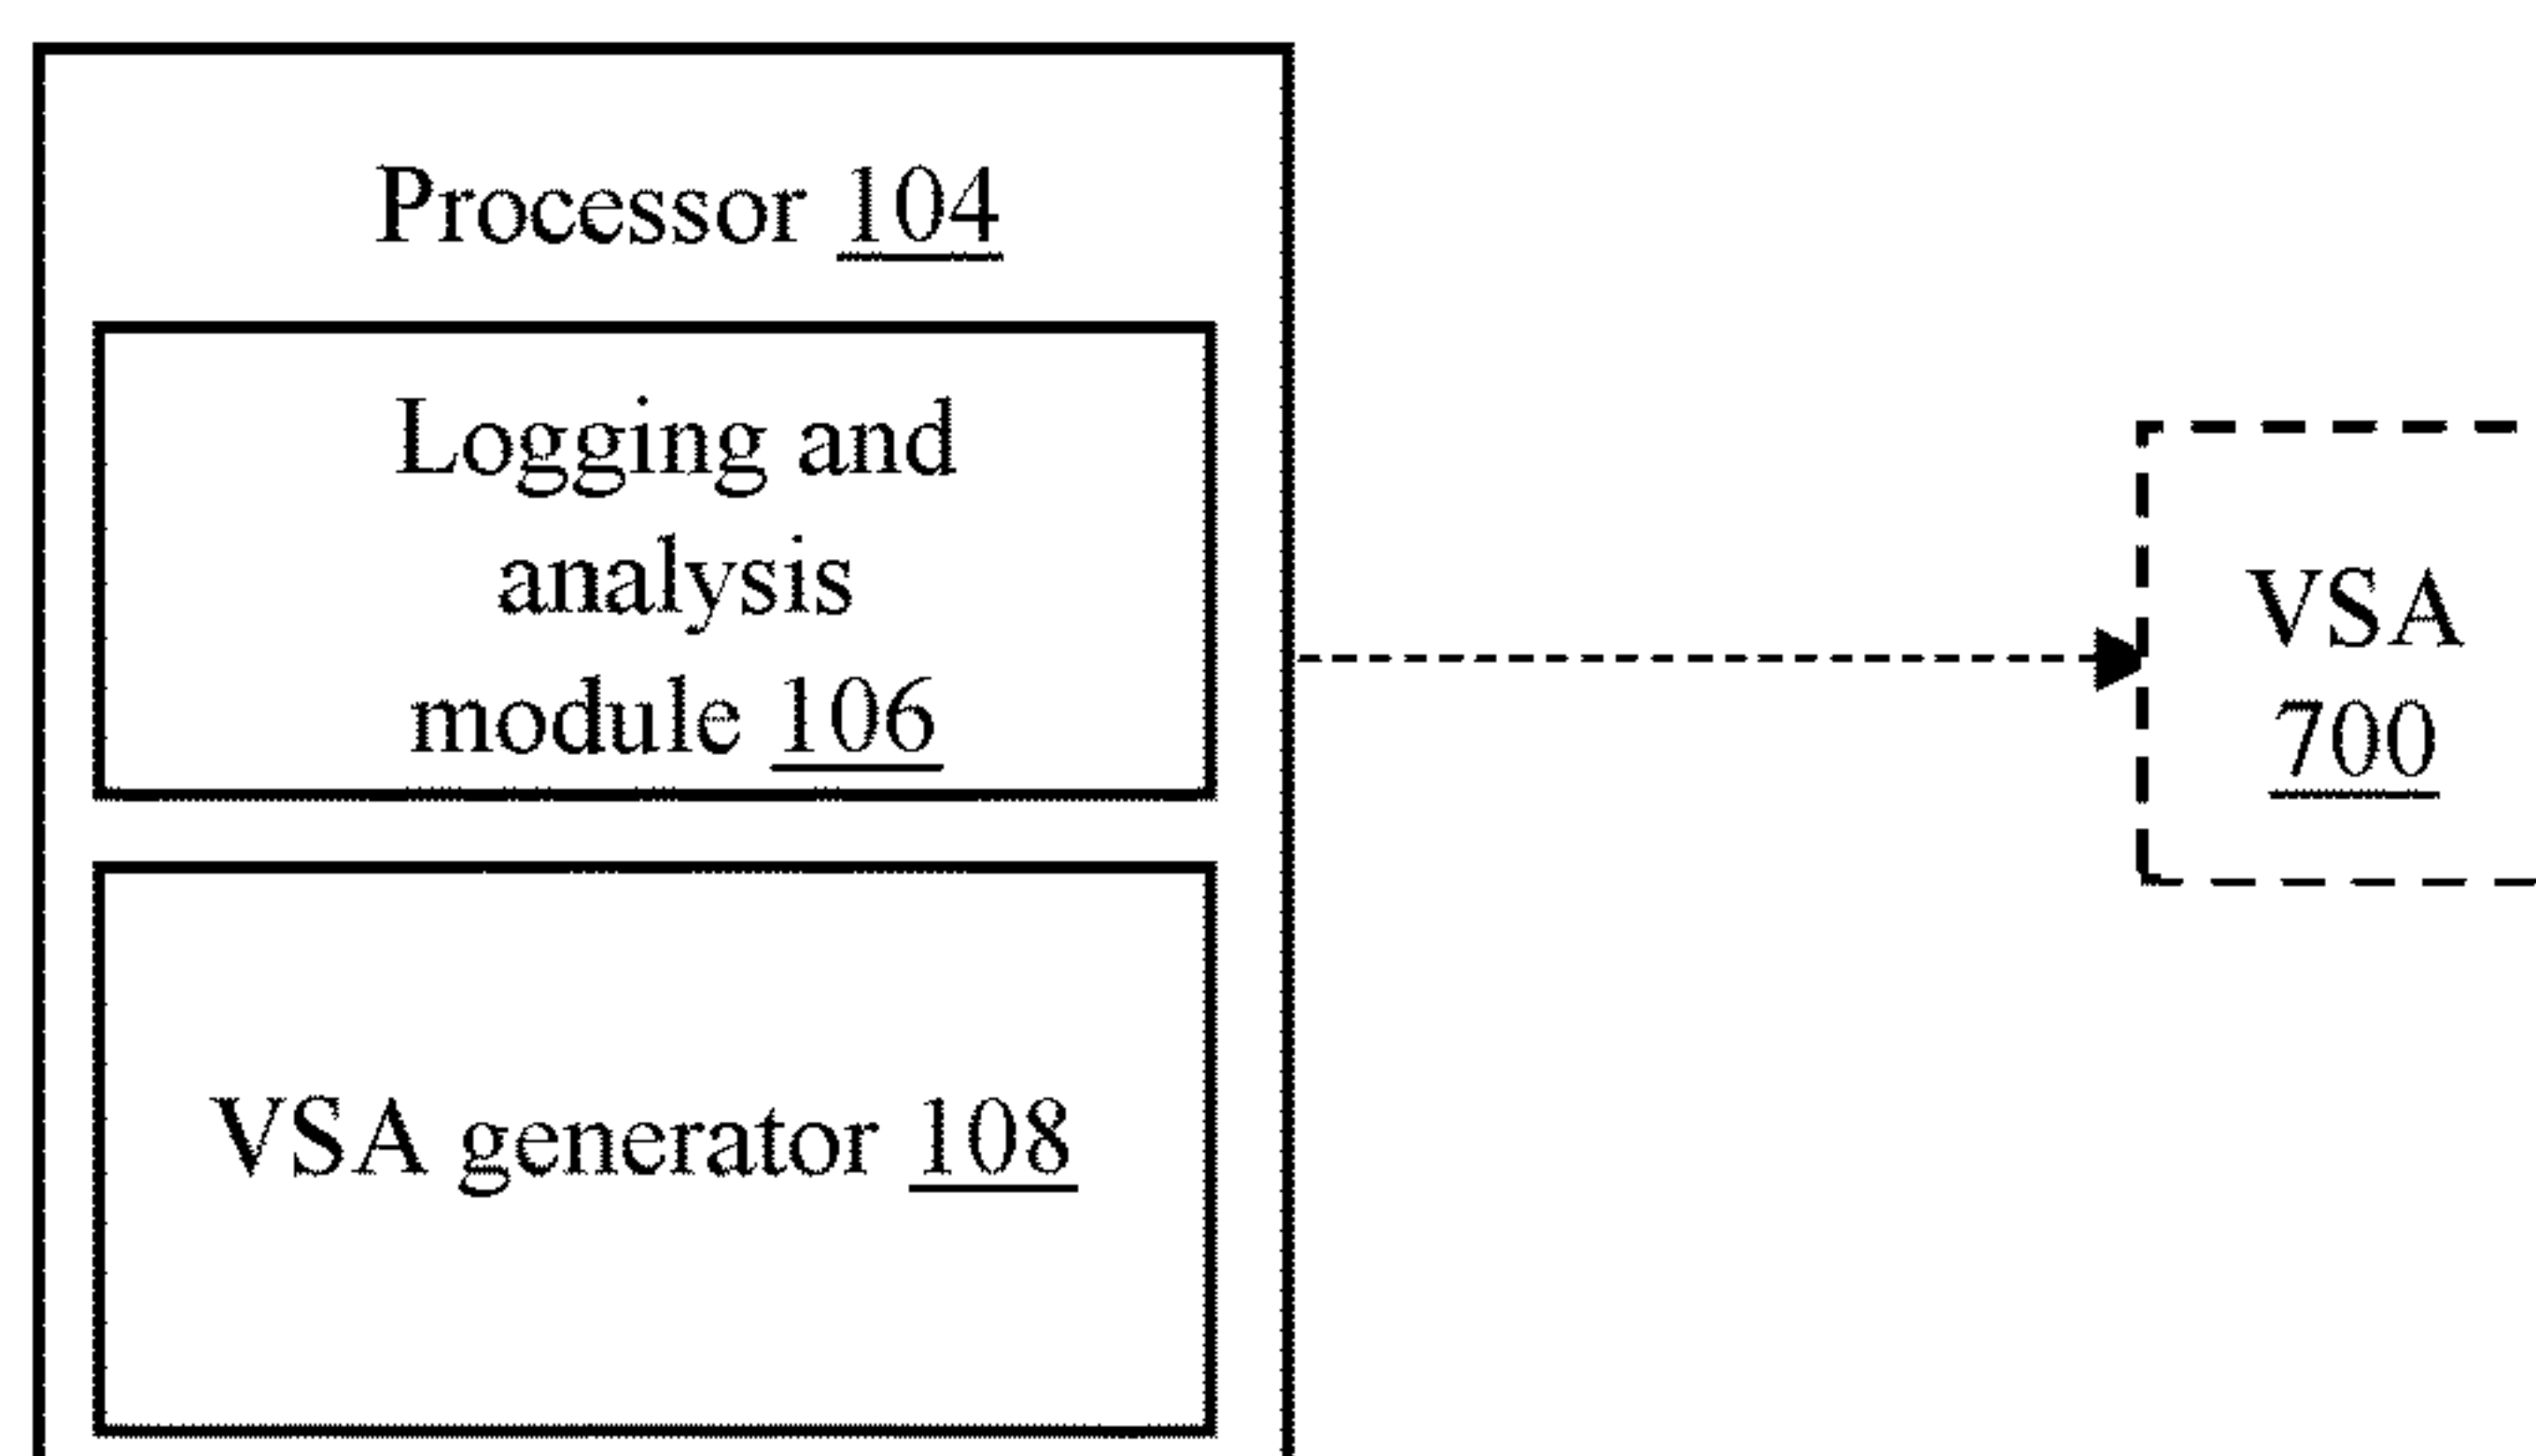 Processor 104
Logging and
analysis
module 106
VSA generator 108
VSA
700